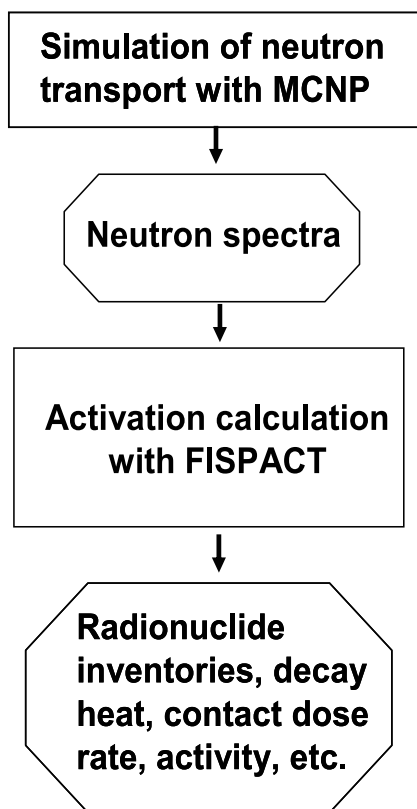 Simulation of neutron
transport with MCNP
Neutron spectra
Activation calculation
with FISPACT
Radionuclide
inventories, decay
heat, contact dose
rate, activity, etc.